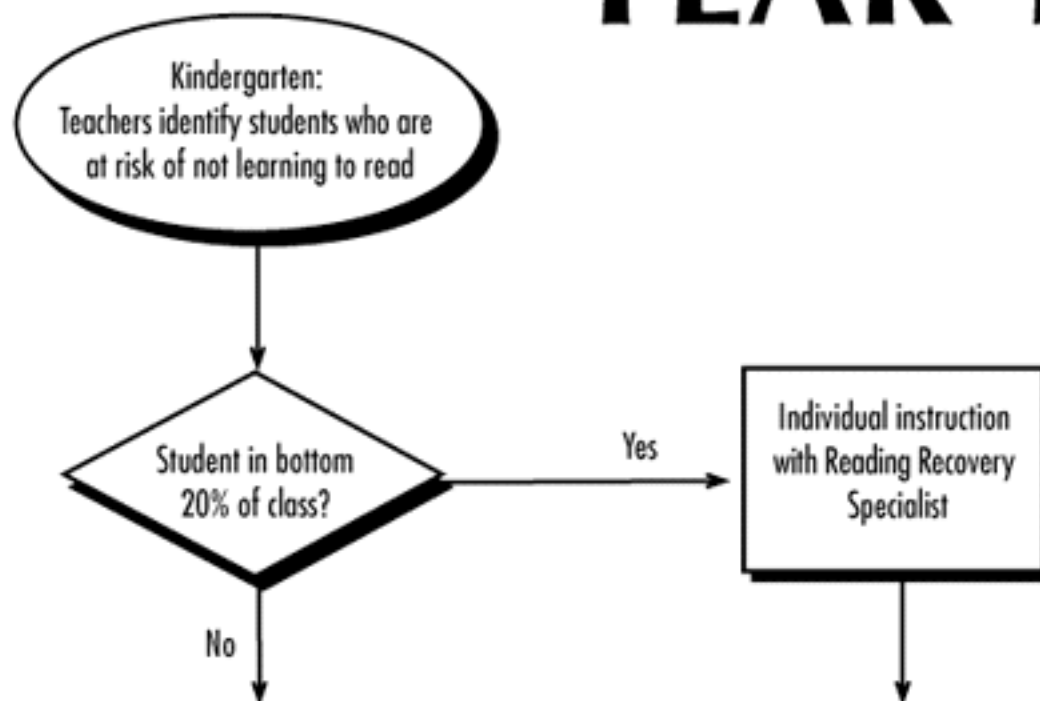 YEAR
Kindergarten:
Teachers identify students who are
at risk of not learning to read
Student in bottom
20% of class?
Yes
Individual instruction
with Reading Recovery
Specialist
No